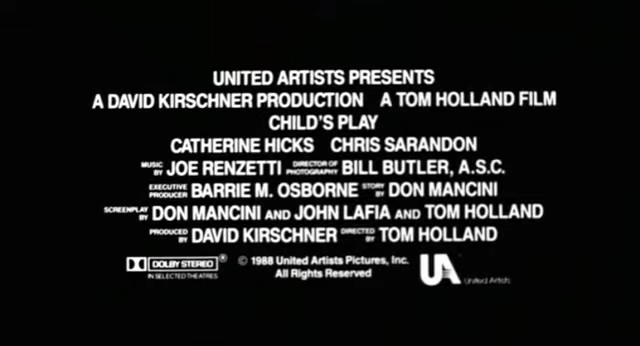 UNITED ARTISTS PRESENTS
A DAVID KIRSCHNER PRODUCTION A TOM HOLLAND FILM
CHILD'S PLAY
CATHERINE HICKS CHRIS SARANDON
MUSIC BY JOE RENZETTI DIRECTOR OF PHOTOGRAPHY BILL BUTLER, A.S.C.
EXECUTIVE PRODUCER BARRIE M. OSBORNE STORY BY DON MANCINI
SCREENPLAY BY DON MANCINI AND JOHN LAFIA AND TOM HOLLAND
PRODUCED BY DAVID KIRSCHNER DIRECTED BY TOM HOLLAND
DOLBY STEREO ® © 1988 United Artists Pictures, Inc.
IN SELECTED THEATRES All Rights Reserved
UA United Artists